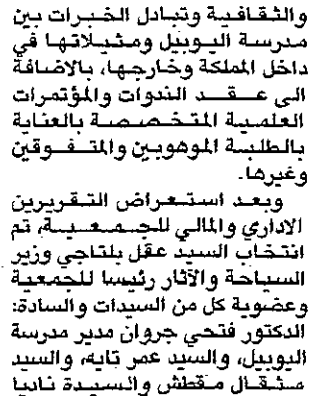 والثقافية وتبادل الخبرات بين
مدرسة اليوبيل ومثيلاتها في
داخل المملكة وخارجها، بالاضافة
الى عقد الندوات والمؤتمرات
العلمية المتخصصة بالعناية
بالطلبة الموهوبين والمتفوقين
وغيرها.
وبعد استعراض التقريرين
الاداري والمالي للجمعية، تم
انتخاب السيد عقل بلتاجي وزير
السياحة والآثار رئيسا للجمعية
وعضوية كل من السيدات والسادة:
الدكتور فتحي جروان مدير مدرسة
اليوبيل، والسيد عمر تايه، والسيد
مثقال مقطش والسيدة ناديا